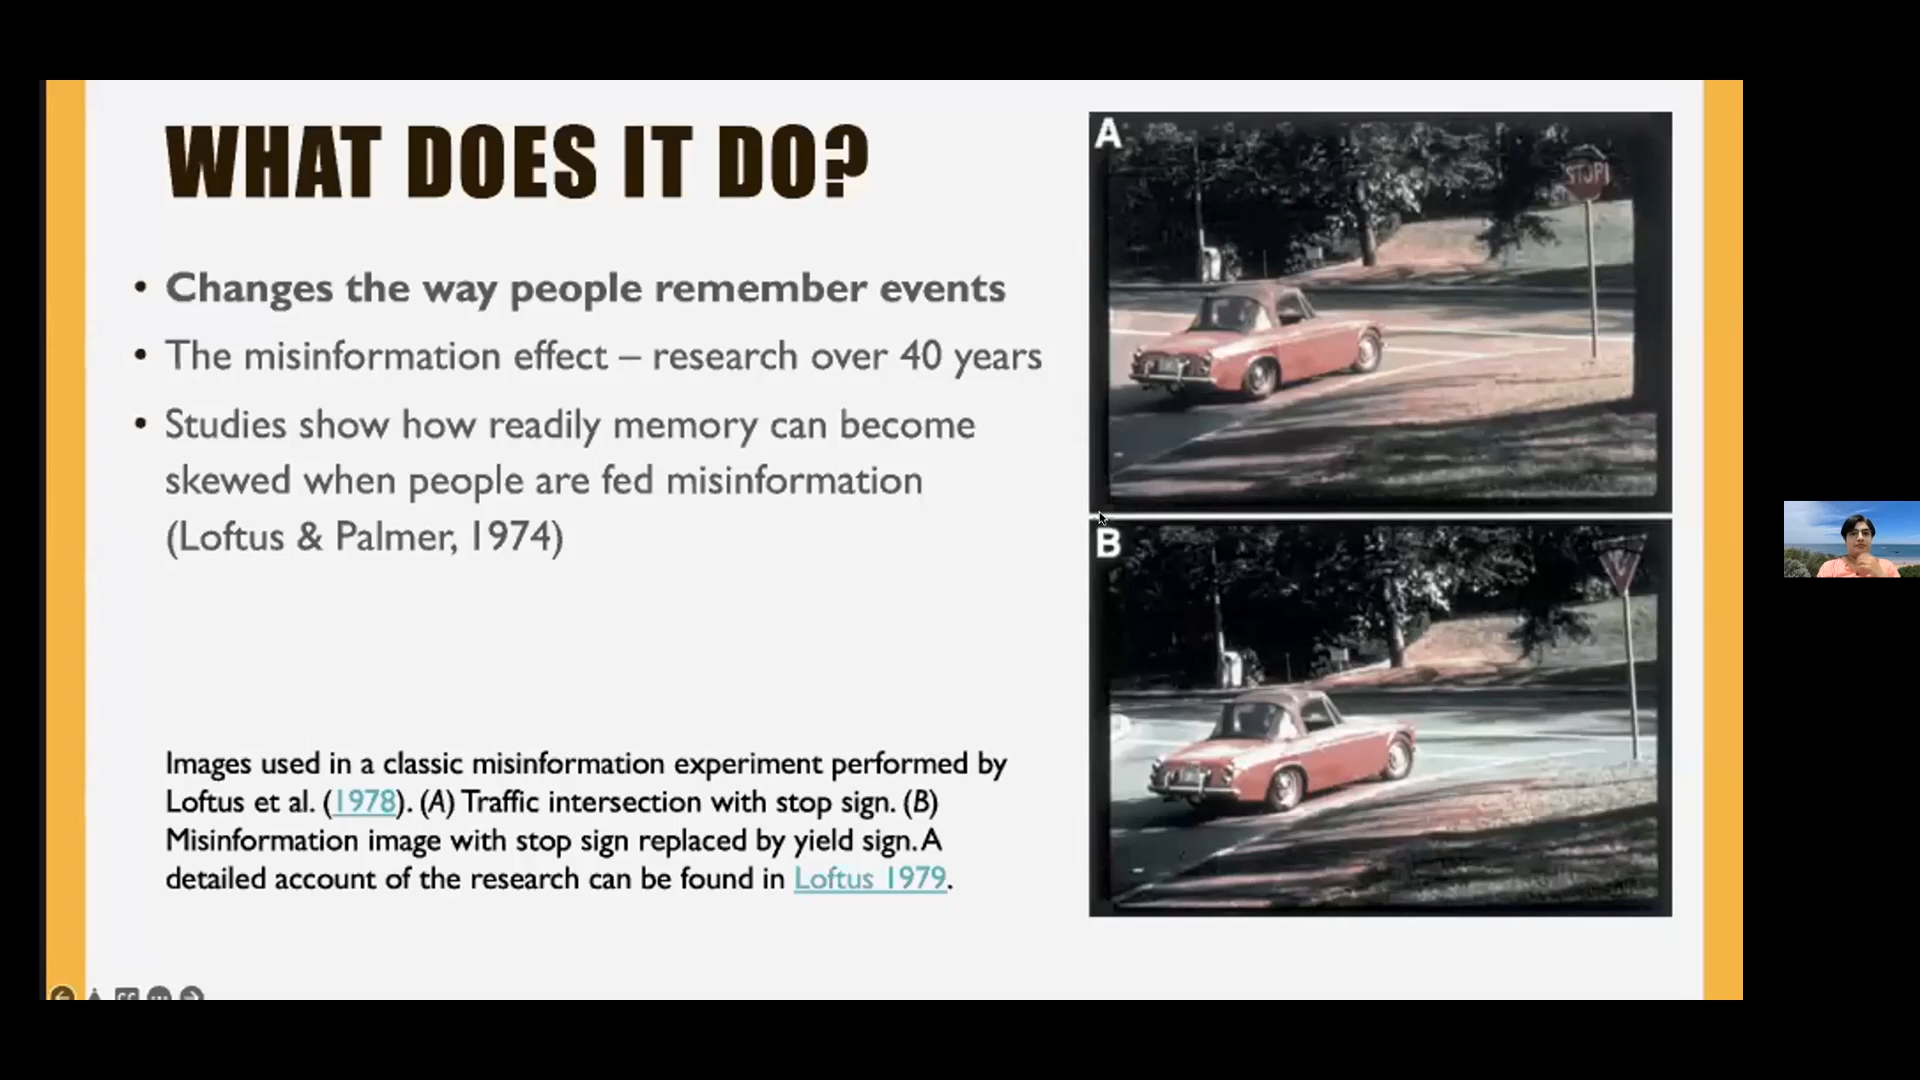 WHAT DOES IT DO?
• Changes the way people remember events
• The misinformation effect – research over 40 years
• Studies show how readily memory can become
skewed when people are fed misinformation
(Loftus & Palmer, 1974)
Images used in a classic misinformation experiment performed by
Loftus et al. (1978). (A) Traffic intersection with stop sign. (B)
Misinformation image with stop sign replaced by yield sign. A
detailed account of the research can be found in Loftus 1979.
A
STOP
B